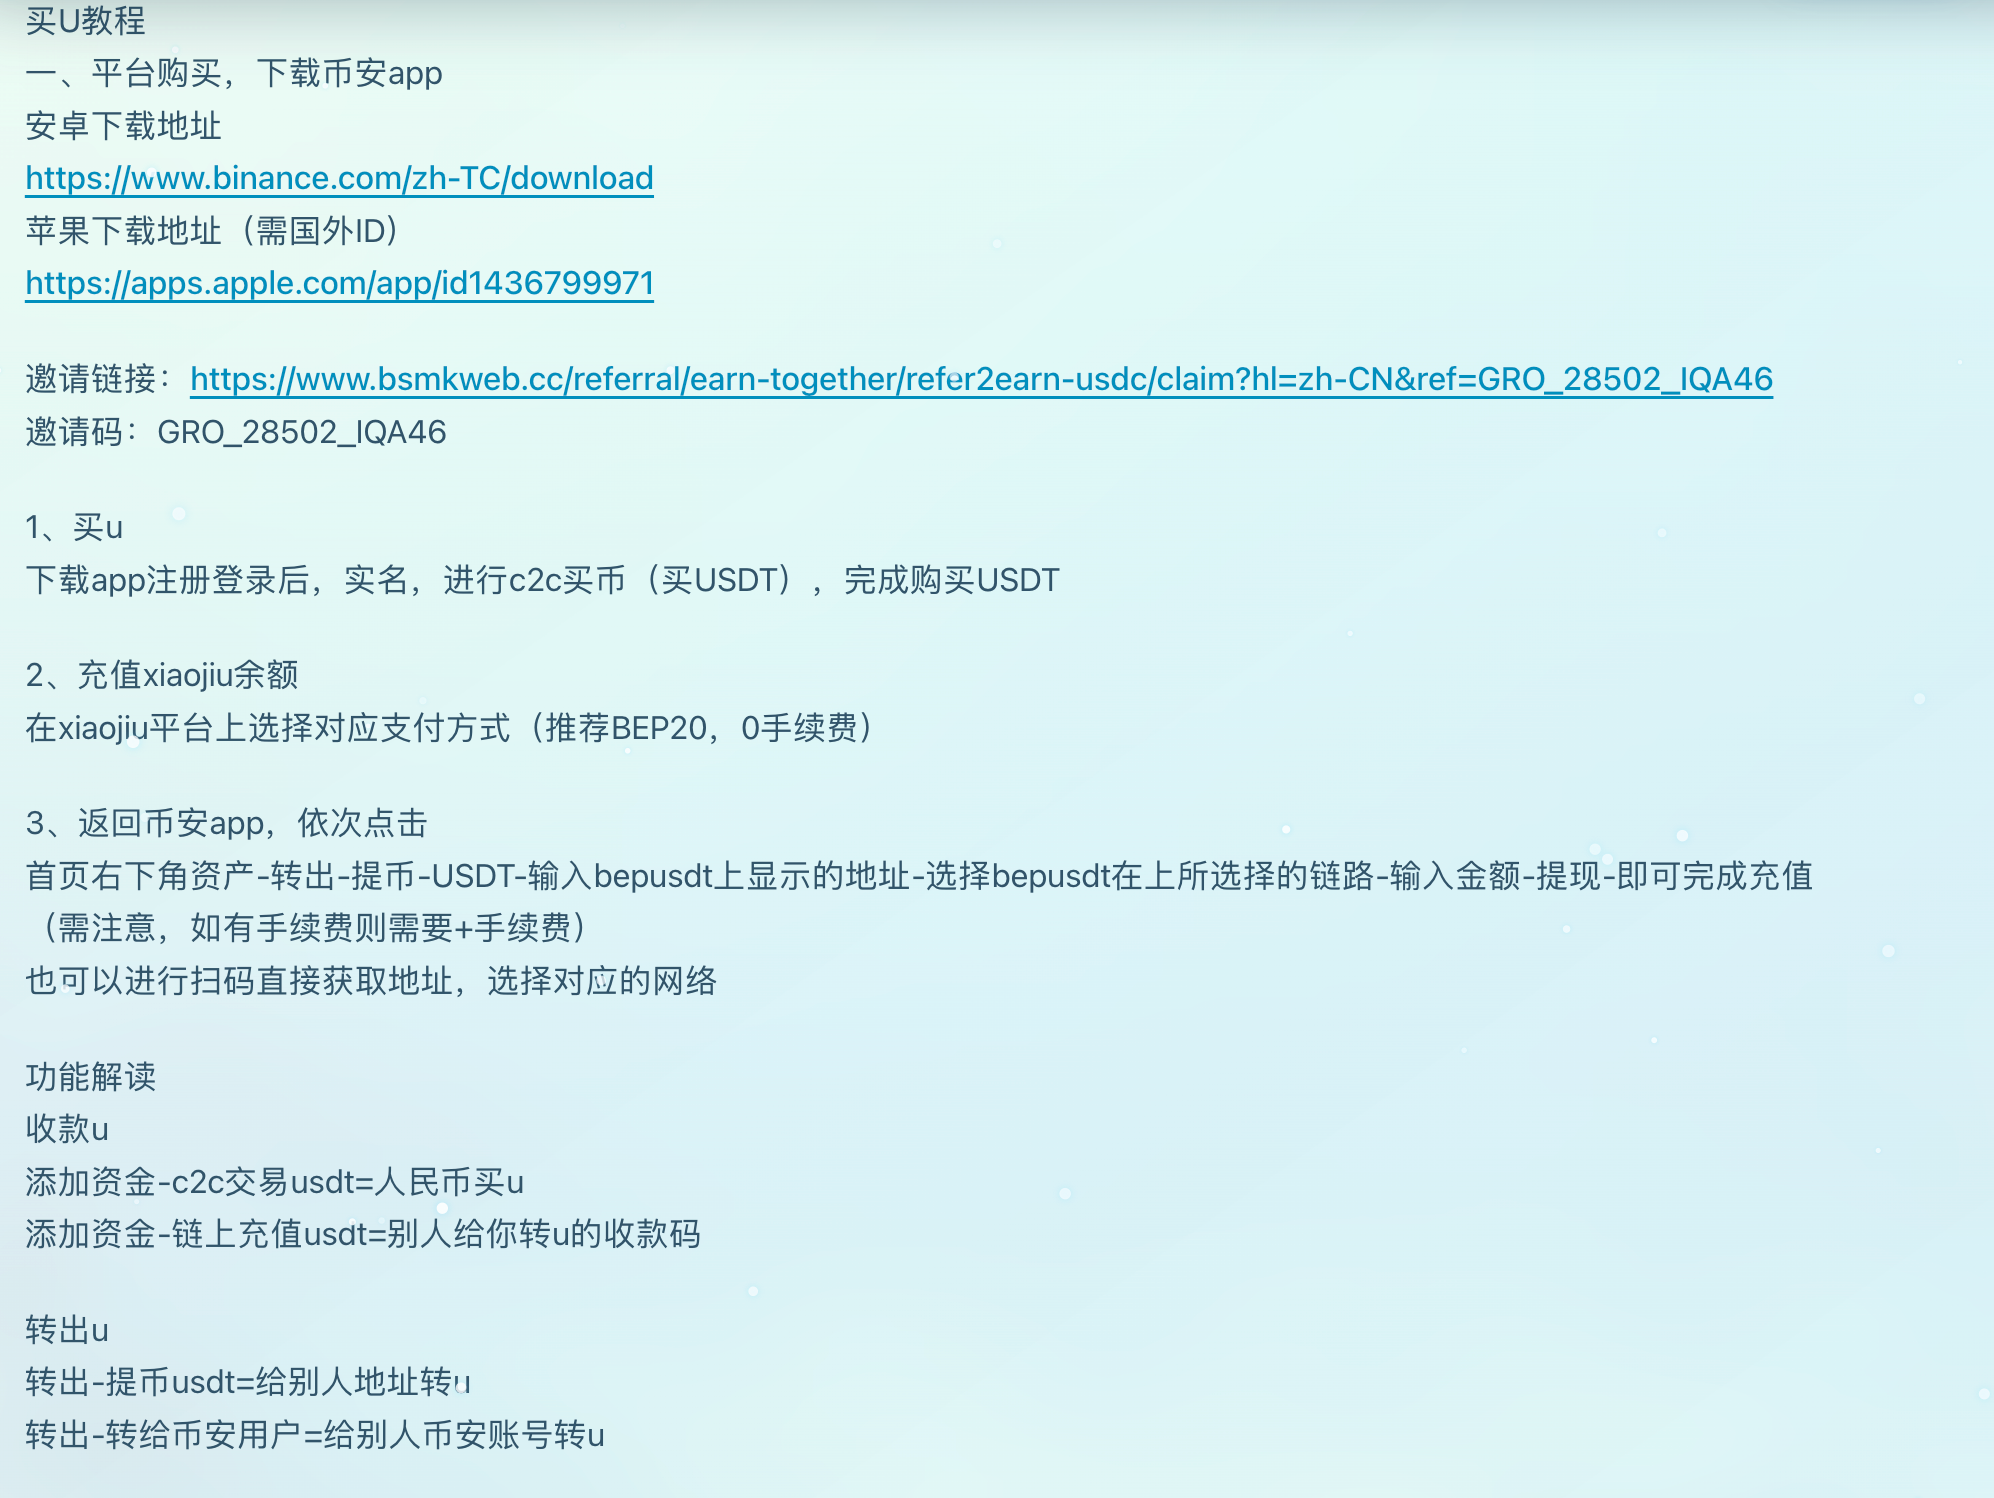 买U教程
一、平台购买，下载币安app
安卓下载地址
https://www.binance.com/zh-TC/download
苹果下载地址（需国外ID）
https://apps.apple.com/app/id1436799971
邀请链接：https://www.bsmkweb.cc/referral/earn-together/refer2earn-usdc/claim?hl=zh-CN&ref=GRO_28502_IQA46
邀请码：GRO_28502_IQA46
1、买u
下载app注册登录后，实名，进行c2c买币（买USDT），完成购买USDT
2、充值xiaojiu余额
在xiaojiu平台上选择对应支付方式（推荐BEP20，0手续费）
3、返回币安app，依次点击
首页右下角资产-转出-提币-USDT-输入bepusdt上显示的地址-选择bepusdt在上所选择的链路-输入金额-提现-即可完成充值
（需注意，如有手续费则需要+手续费）
也可以进行扫码直接获取地址，选择对应的网络
功能解读
收款u
添加资金-c2c交易usdt=人民币买u
添加资金-链上充值usdt=别人给你转u的收款码
转出u
转出-提币usdt=给别人地址转u
转出-转给币安用户=给别人币安账号转u